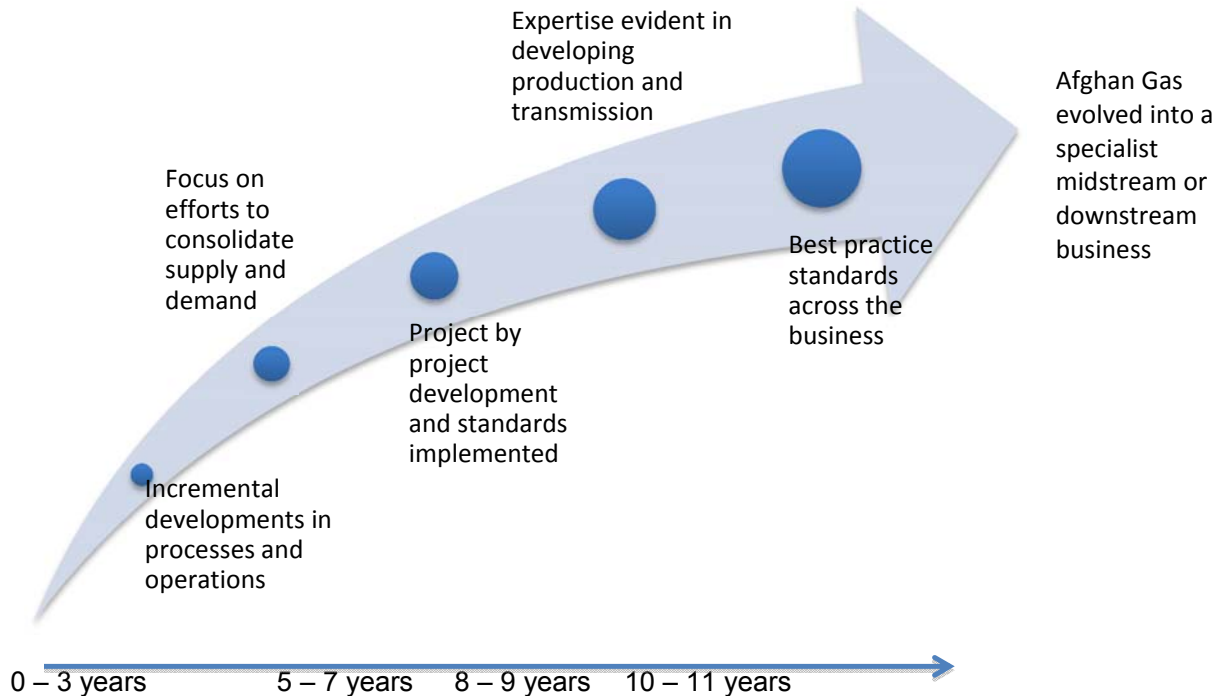 Expertise evident in
developing
production and
transmission
Afghan Gas
evolved into a
specialist
midstream or
downstream
business
Focus on
efforts to
consolidate
supply and
demand
Best practice
standards
across the
business
Project by
project
development
and standards
implemented
Incremental
developments in
processes and
operations
0 – 3 years
5 – 7 years
8 – 9 years
10 – 11 years